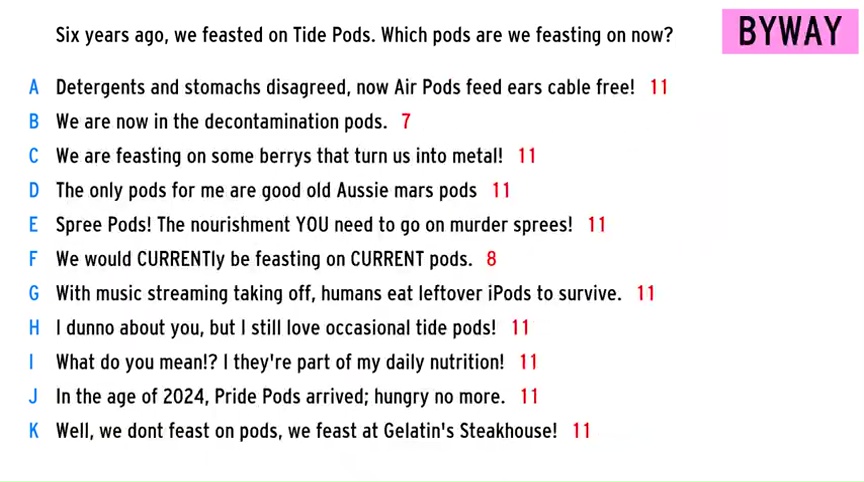 Six years ago, we feasted on Tide Pods. Which pods are we feasting on now?
BYWAY
A Detergents and stomachs disagreed, now Air Pods feed ears cable free! 11
B We are now in the decontamination pods. 7
C We are feasting on some berrys that turn us into metal! 11
D The only pods for me are good old Aussie mars pods 11
E Spree Pods! The nourishment YOU need to go on murder sprees! 11
F We would CURRENTly be feasting on CURRENT pods. 8
G With music streaming taking off, humans eat leftover iPods to survive. 11
H I dunno about you, but I still love occasional tide pods! 11
I What do you mean!? I they're part of my daily nutrition! 11
J In the age of 2024, Pride Pods arrived; hungry no more. 11
K Well, we dont feast on pods, we feast at Gelatin's Steakhouse! 11